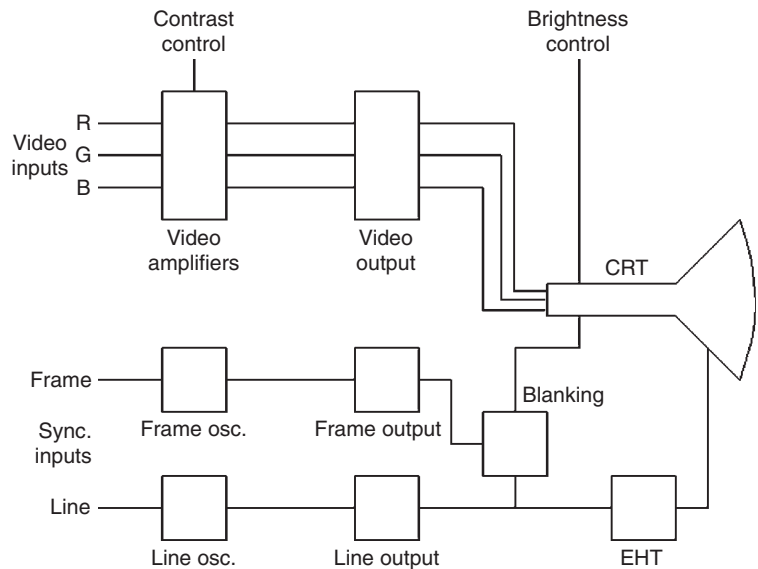 Contrast
control
Brightness
control
R
Video
inputs
G
B
Video
amplifiers
Video
output
CRT
Frame
Blanking
Sync.
inputs
Frame osc.
Frame output
Line
Line osc.
Line output
EHT